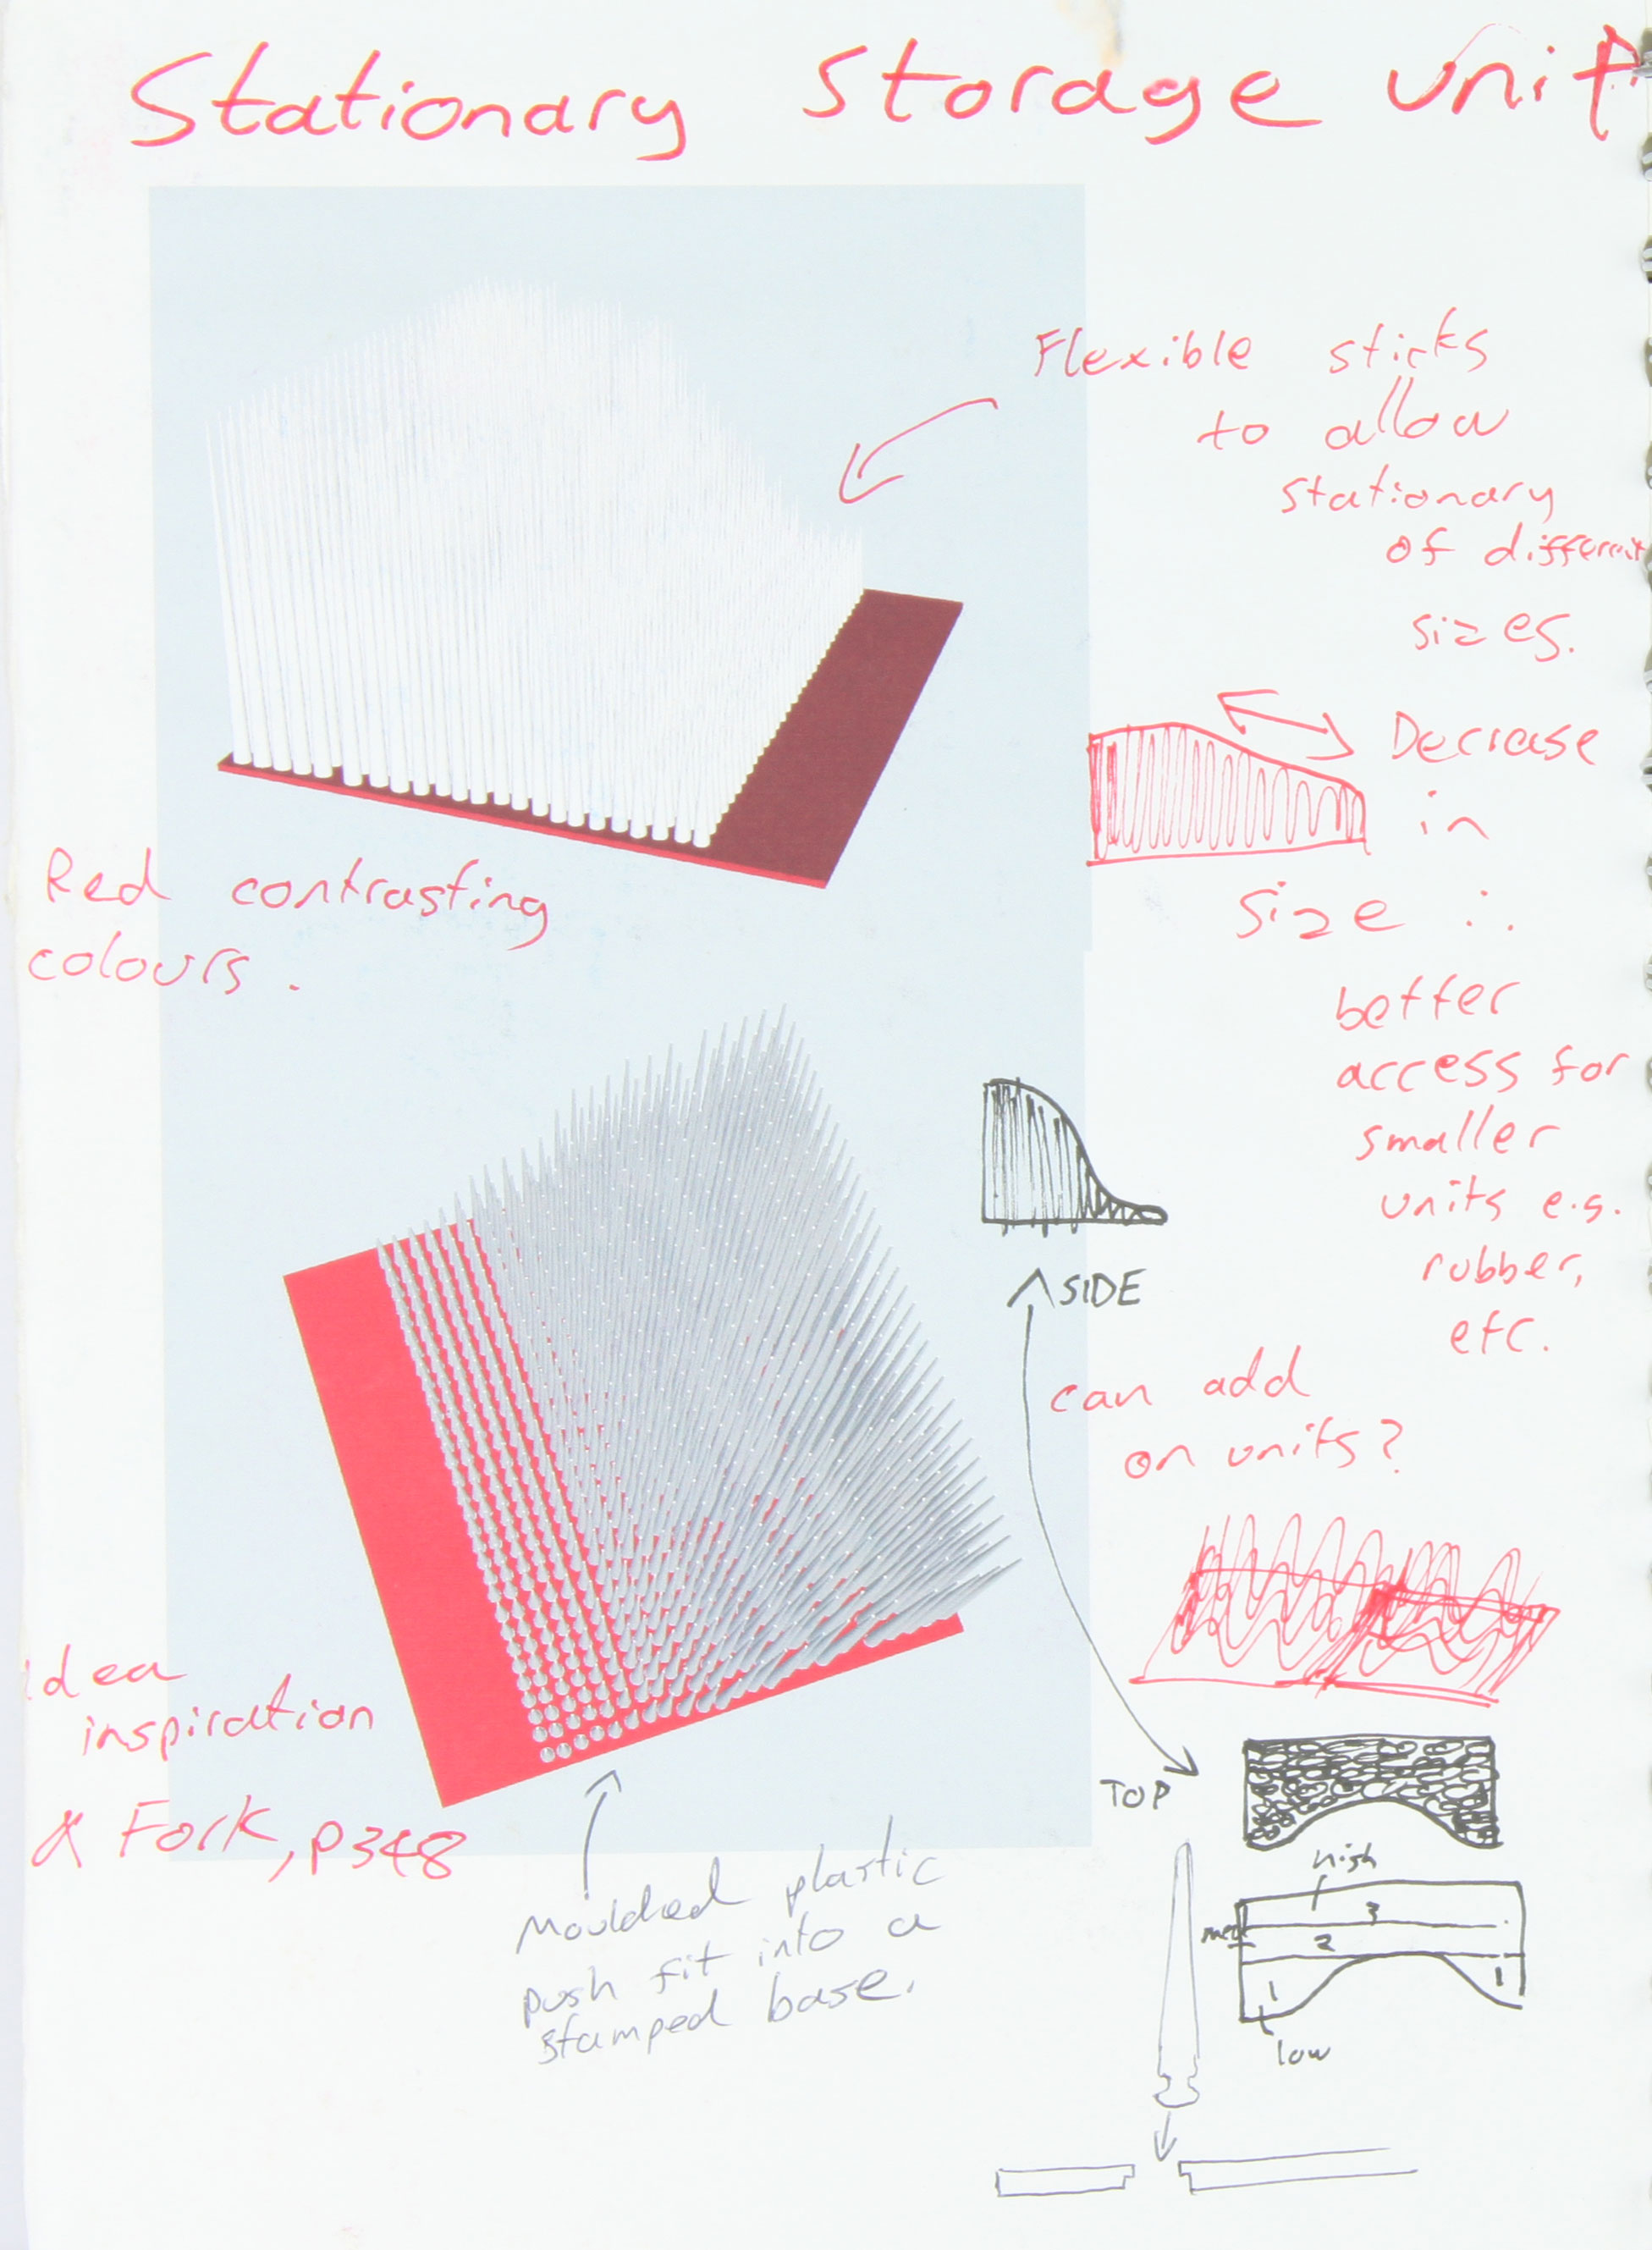 Stationary Storage unit
Flexible sticks
to allow
stationary
of different
sizes.
Decrease
in
size ∴
better
access for
smaller
units e.g.
rubber,
etc.
Red contrasting
colours.
SIDE
can add
on units?
Idea
inspiration
& Fork, p348
TOP
Moulded plastic
push fit into a
stamped base.
high
3
med
2
1
1
low